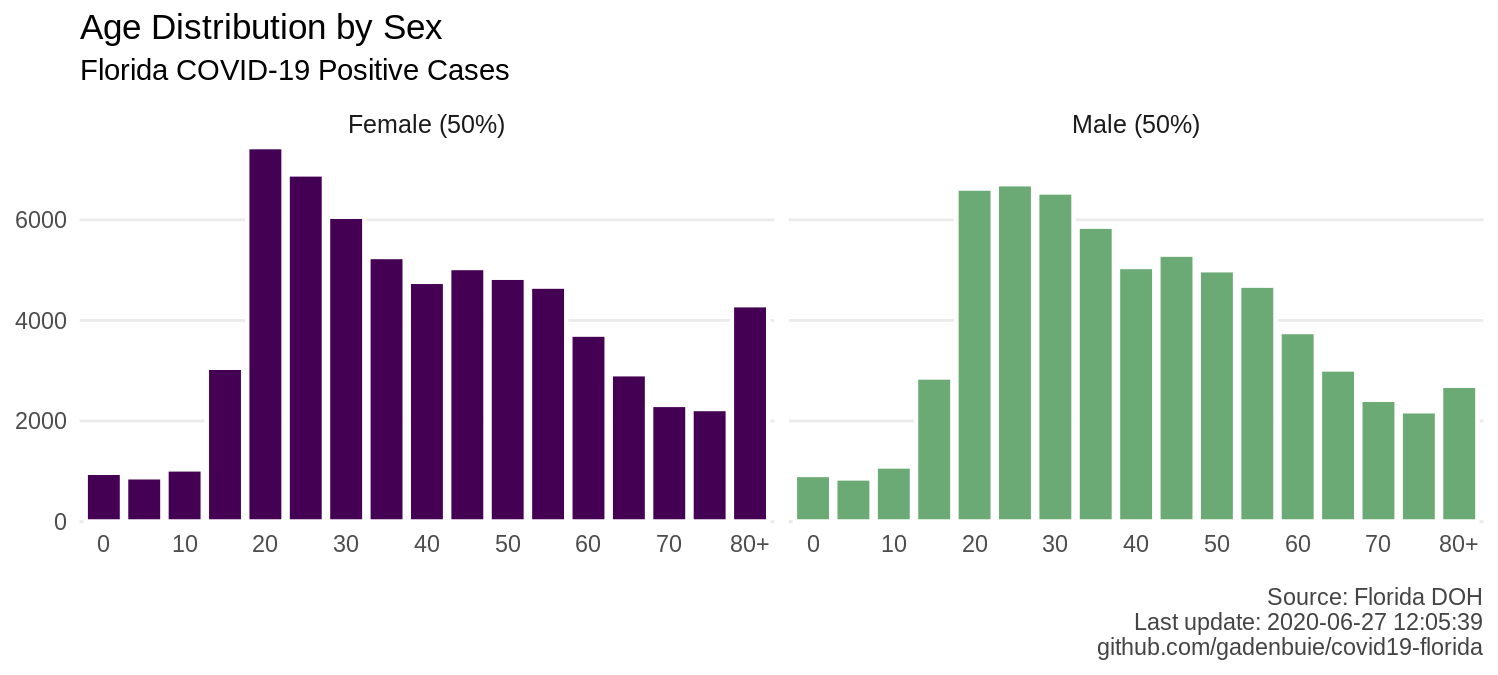 Age Distribution by Sex
Florida COVID-19 Positive Cases
Female (50%)
Male (50%)
6000
4000
2000
0
0 10 20 30 40 50 60 70 80+
0 10 20 30 40 50 60 70 80+
Source: Florida DOH
Last update: 2020-06-27 12:05:39
github.com/gadenbuie/covid19-florida